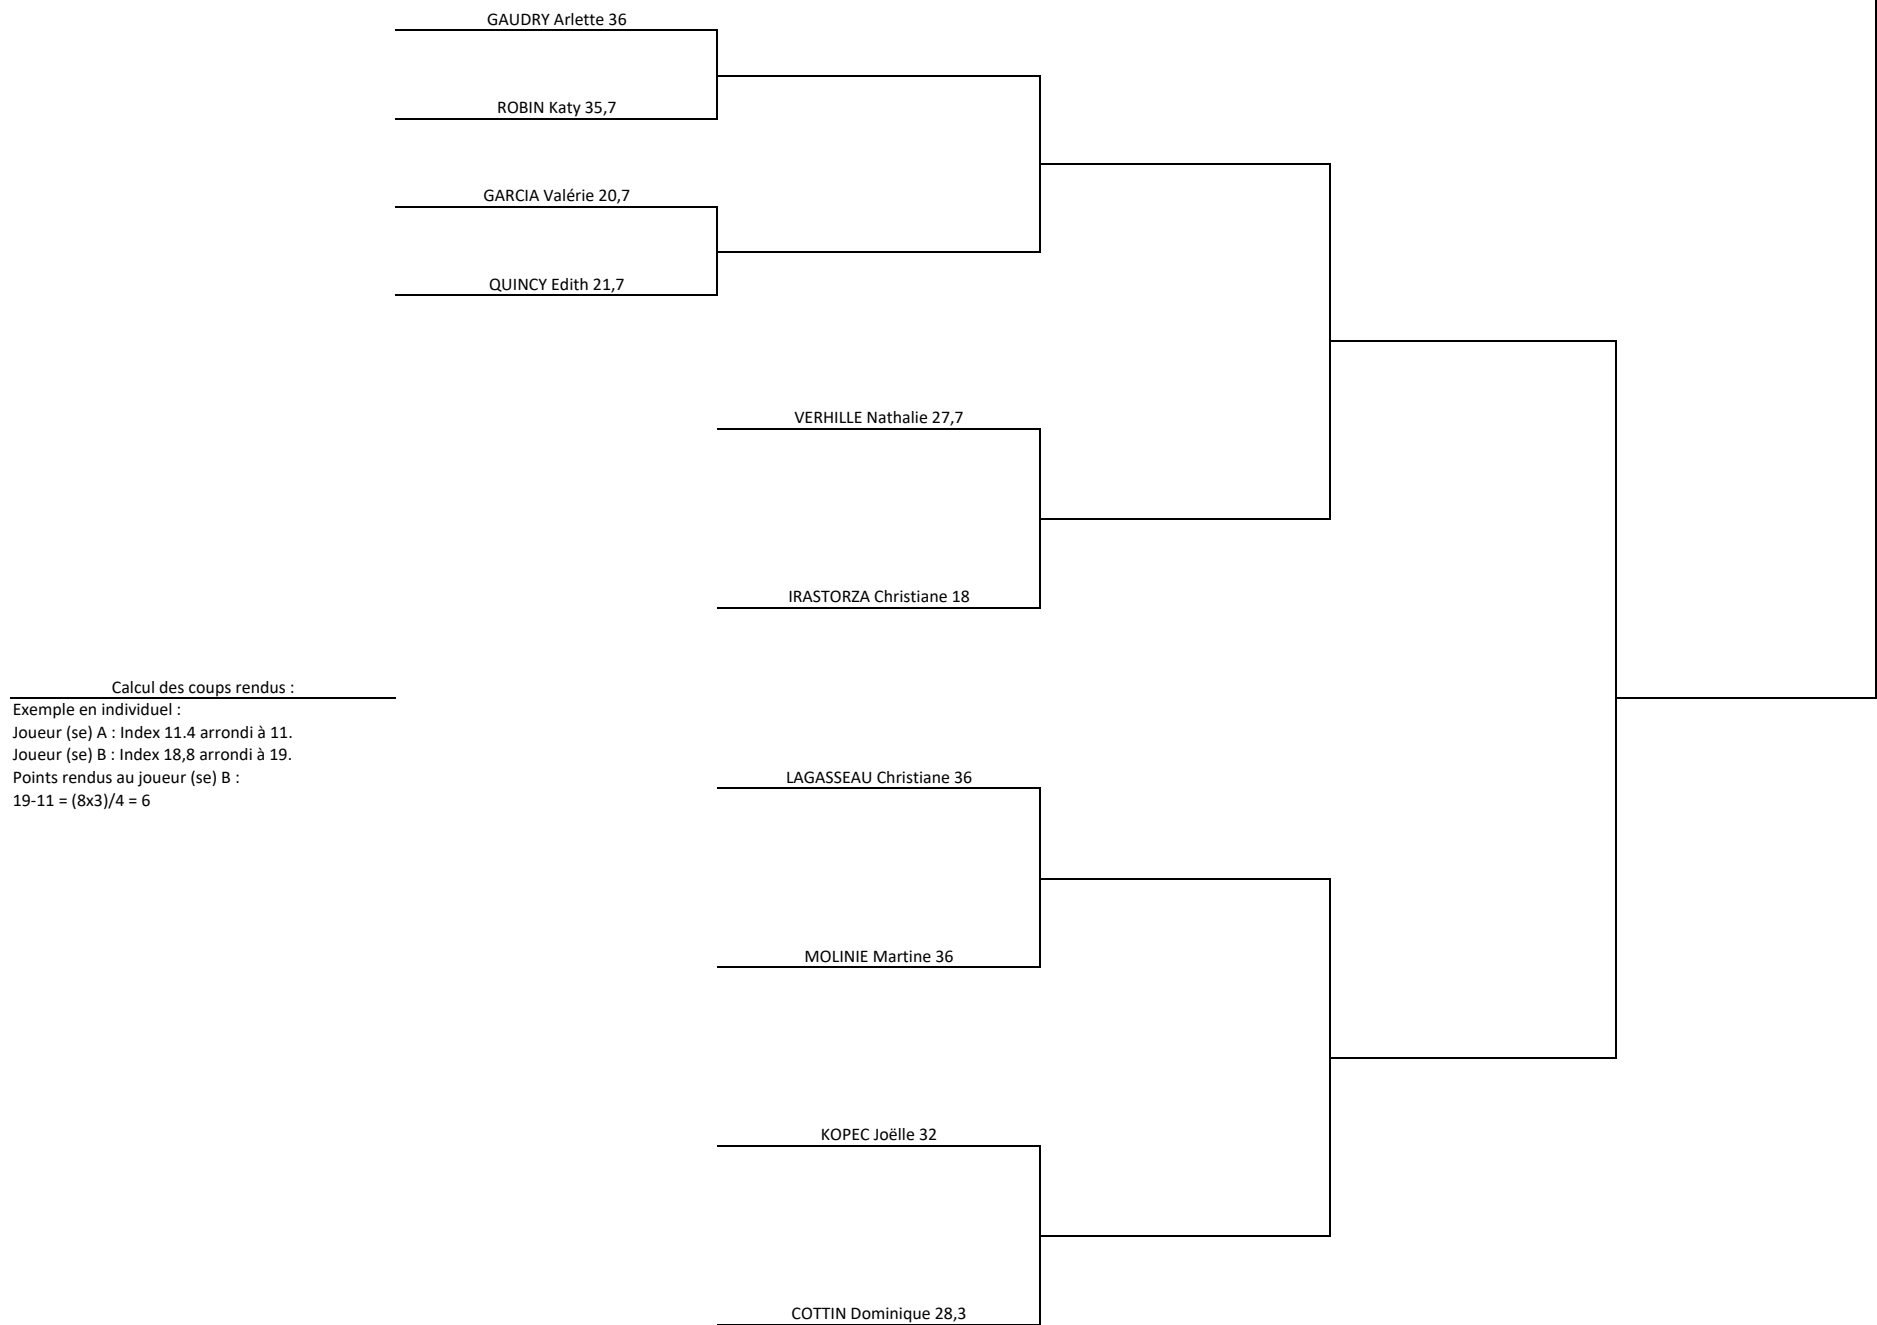 GAUDRY Arlette 36
ROBIN Katy 35,7
GARCIA Valérie 20,7
QUINCY Edith 21,7
VERHILLE Nathalie 27,7
IRASTORZA Christiane 18
Calcul des coups rendus :
Exemple en individuel :
Joueur (se) A : Index 11.4 arrondi à 11.
Joueur (se) B : Index 18,8 arrondi à 19.
Points rendus au joueur (se) B :
19-11 = (8x3)/4 = 6
LAGASSEAU Christiane 36
MOLINIE Martine 36
KOPEC Joëlle 32
COTTIN Dominique 28,3